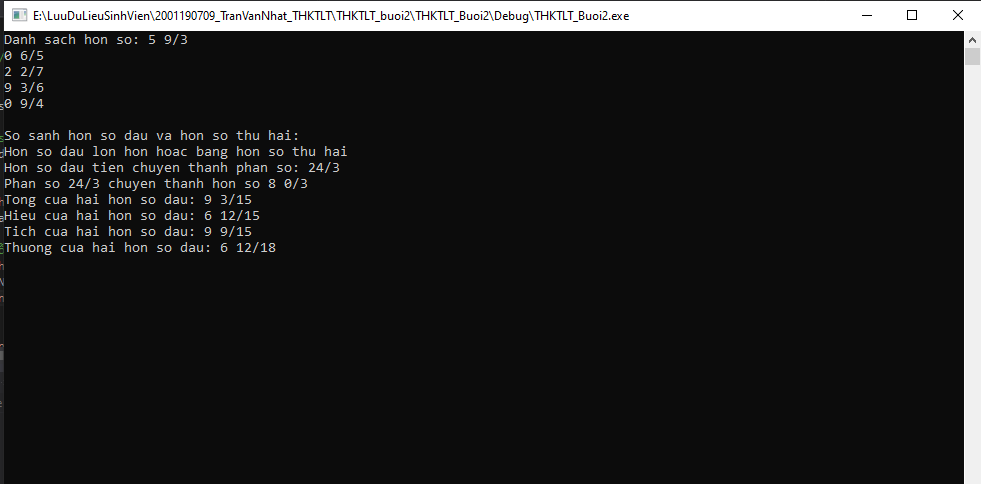 E:\LuuDuLieuSinhVien\2001190709_TranVanNhat_THKTLT\THKTLT_buoi2\THKTLT_Buoi2\Debug\THKTLT_Buoi2.exe
Danh sach hon so: 5 9/3
0 6/5
2 2/7
9 3/6
0 9/4
So sanh hon so dau va hon so thu hai:
Hon so dau lon hon hoac bang hon so thu hai
Hon so dau tien chuyen thanh phan so: 24/3
Phan so 24/3 chuyen thanh hon so 8 0/3
Tong cua hai hon so dau: 9 3/15
Hieu cua hai hon so dau: 6 12/15
Tich cua hai hon so dau: 9 9/15
Thuong cua hai hon so dau: 6 12/18